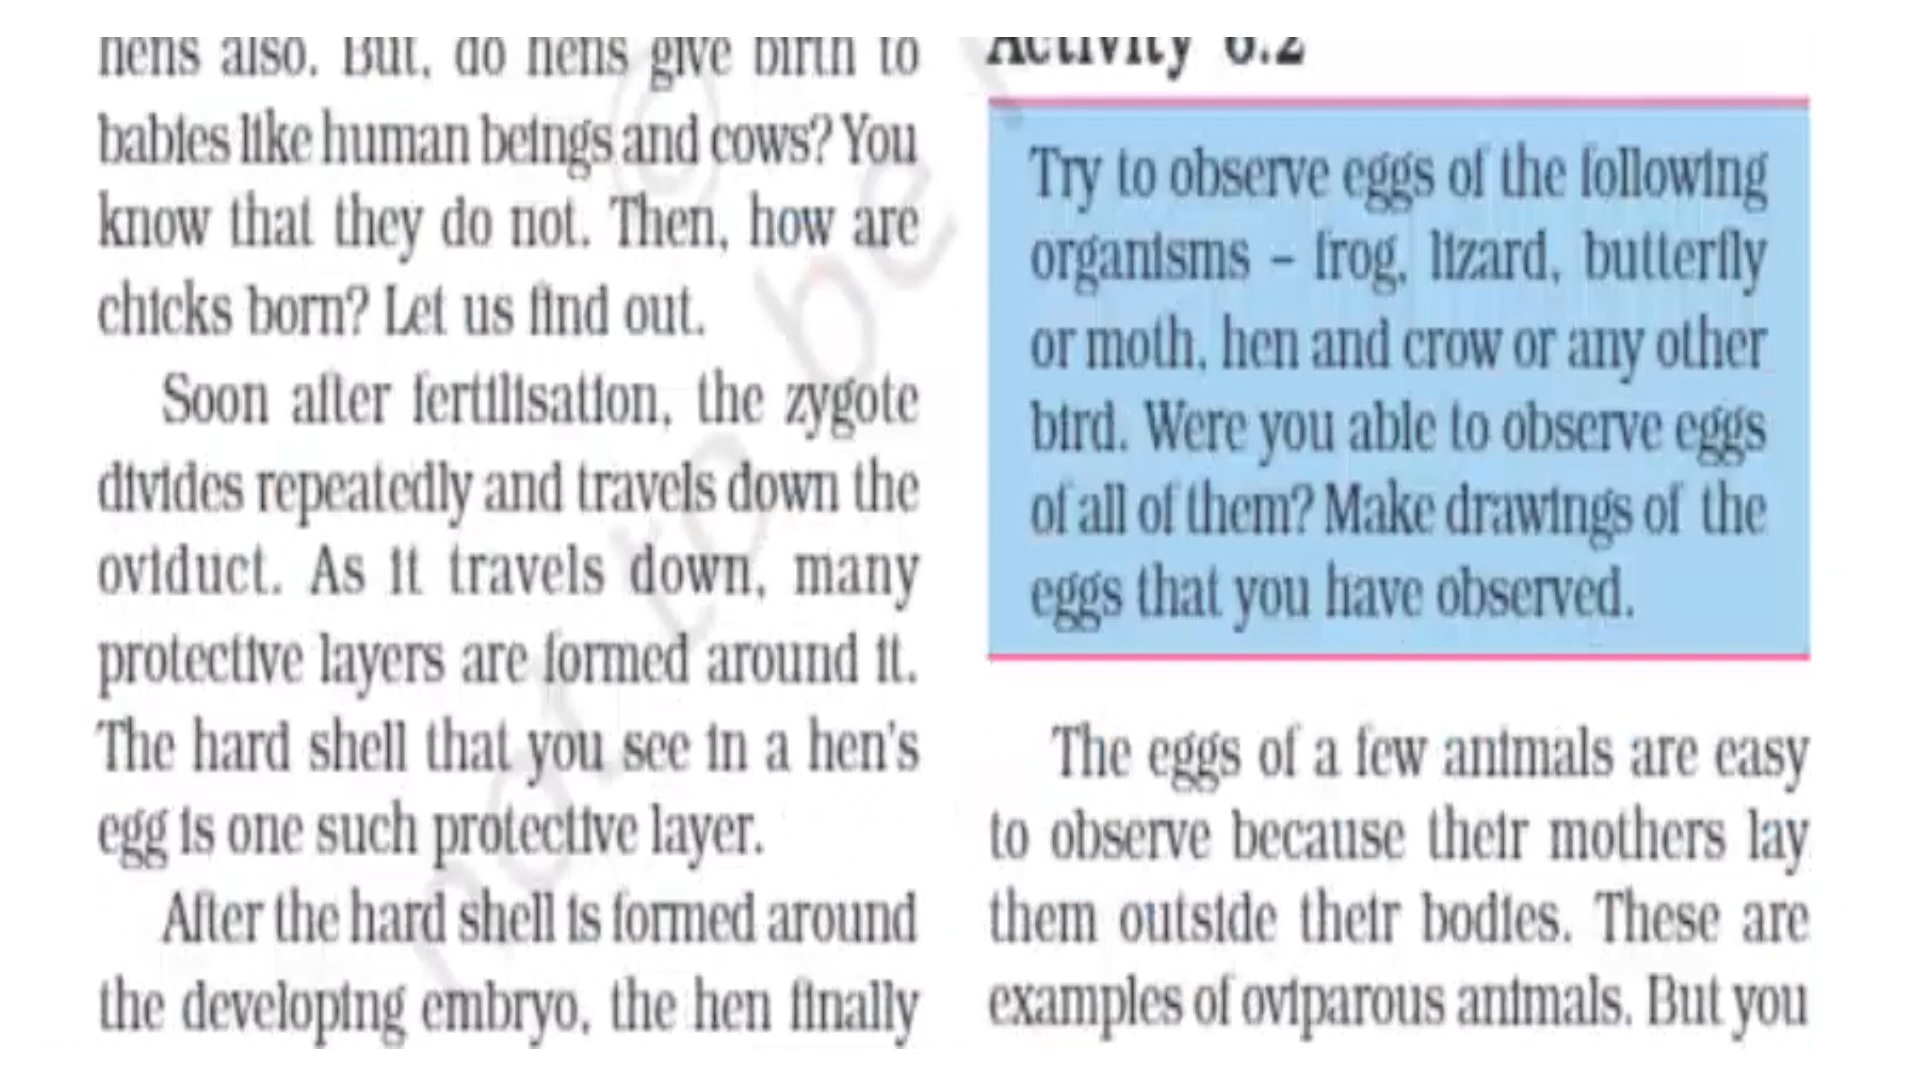 hens also. But, do hens give birth to
babies like human beings and cows? You
know that they do not. Then, how are
chicks born? Let us find out.
Soon after fertilisation, the zygote
divides repeatedly and travels down the
oviduct. As it travels down, many
protective layers are formed around it.
The hard shell that you see in a hen's
egg is one such protective layer.
After the hard shell is formed around
the developing embryo, the hen finally
Activity 6.2
Try to observe eggs of the following
organisms – frog, lizard, butterfly
or moth, hen and crow or any other
bird. Were you able to observe eggs
of all of them? Make drawings of the
eggs that you have observed.
The eggs of a few animals are easy
to observe because their mothers lay
them outside their bodies. These are
examples of oviparous animals. But you
©
not to be r